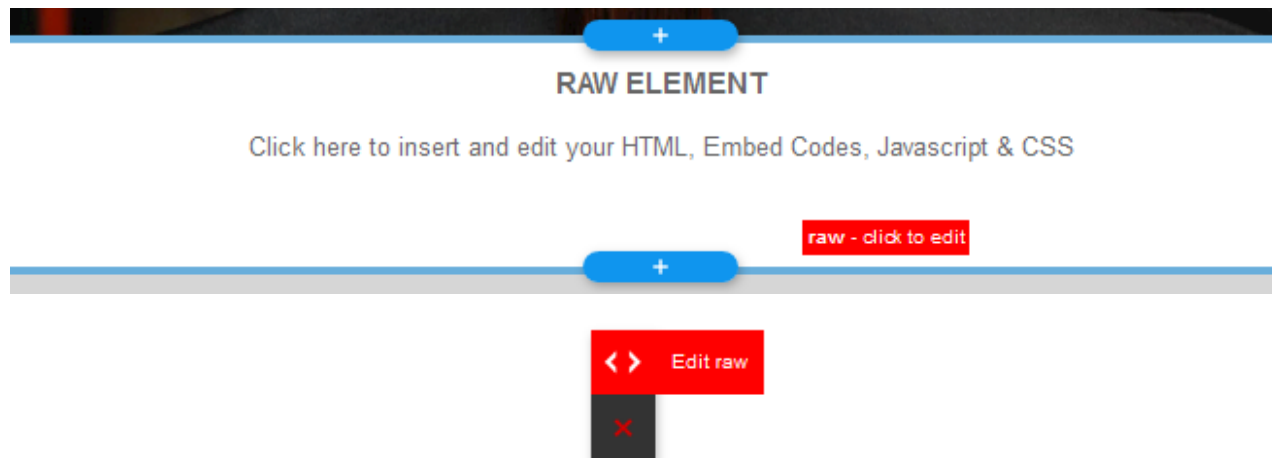 +
RAW ELEMENT
Click here to insert and edit your HTML, Embed Codes, Javascript & CSS
raw - click to edit
+
< > Edit raw